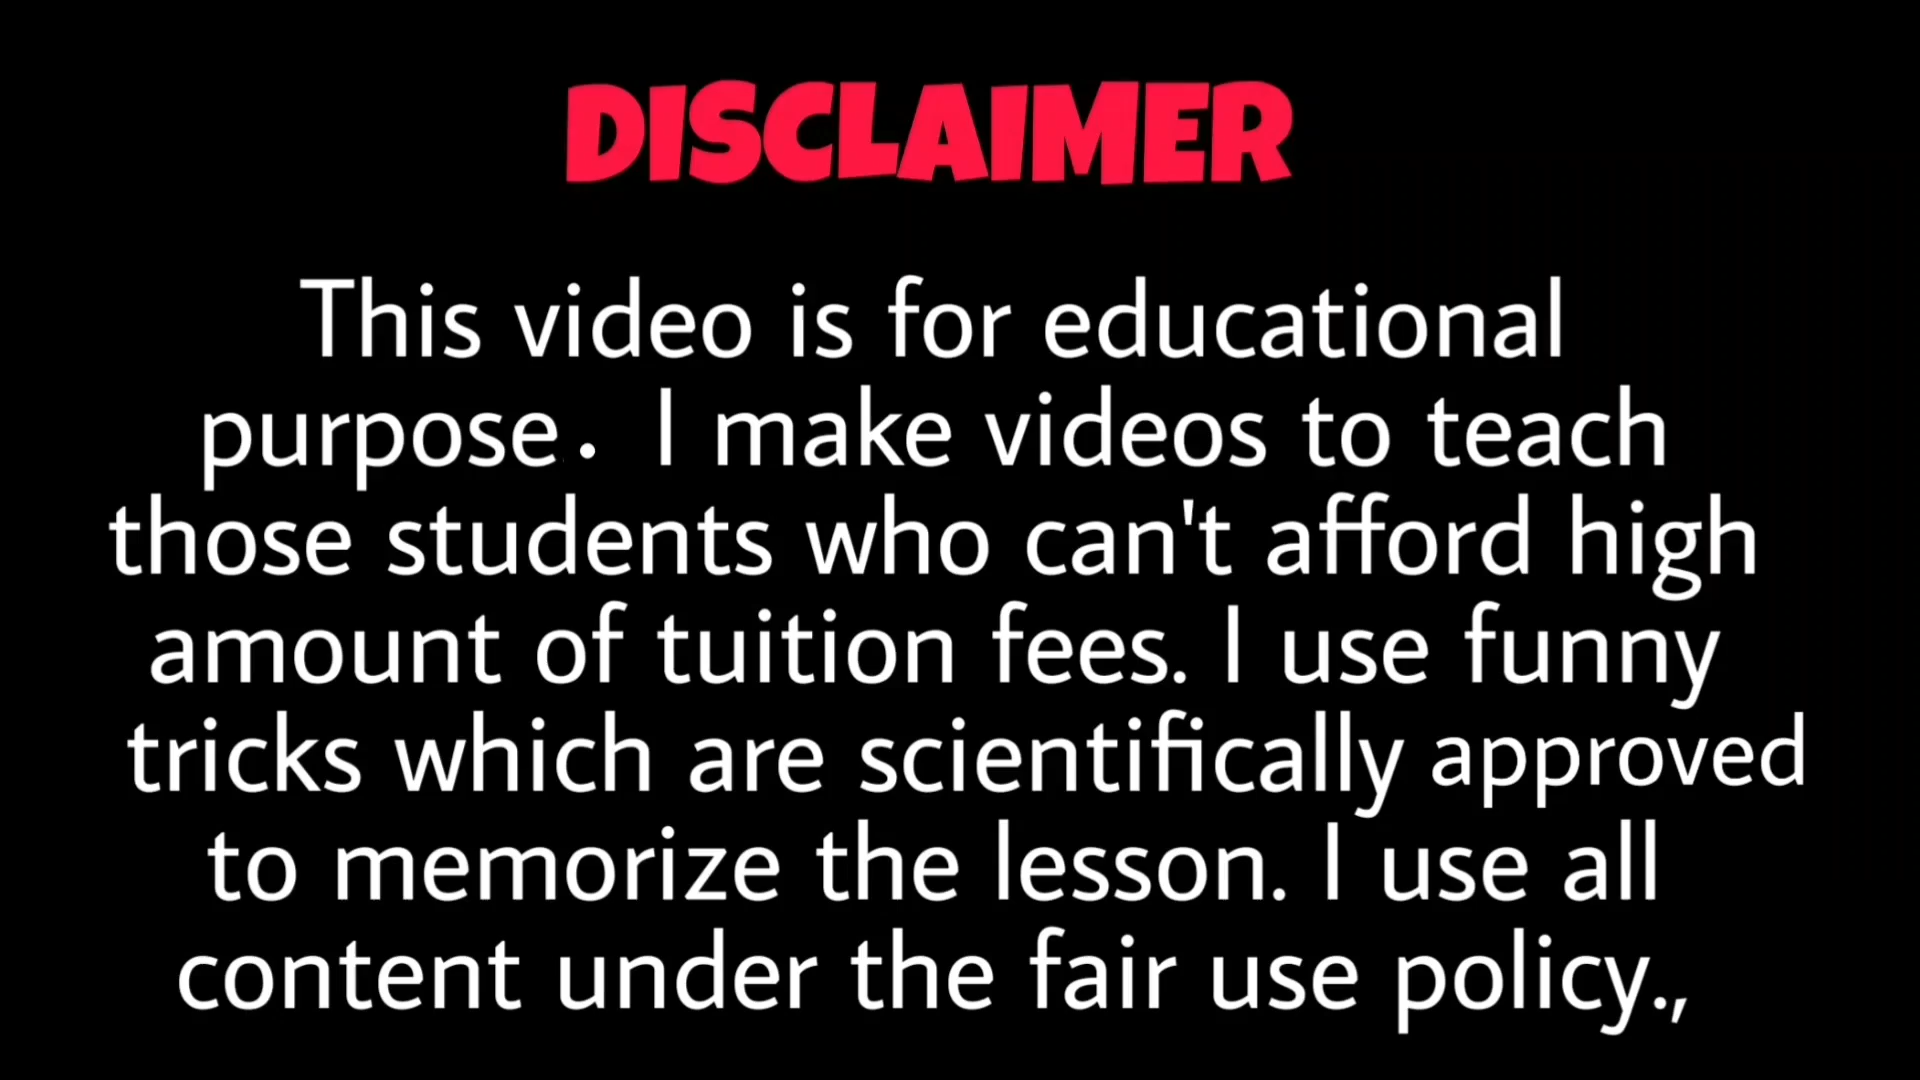 DISCLAIMER
This video is for educational
purpose. I make videos to teach
those students who can't afford high
amount of tuition fees. I use funny
tricks which are scientifically approved
to memorize the lesson. I use all
content under the fair use policy.,